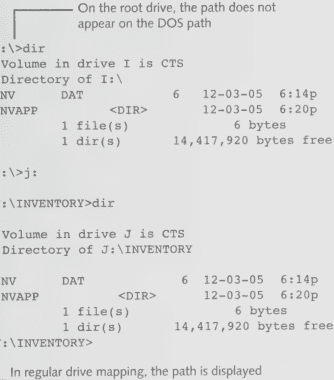 On the root drive, the path does not
appear on the DOS path
:\>dir
Volume in drive I is CTS
Directory of I:\
NV DAT 6 12-03-05 6:14p
NVAPP <DIR> 12-03-05 6:20p
1 file(s) 6 bytes
1 dir(s) 14,417,920 bytes free
:\>j:
:\INVENTORY>dir
Volume in drive J is CTS
Directory of J:\INVENTORY
NV DAT 6 12-03-05 6:14p
NVAPP <DIR> 12-03-05 6:20p
1 file(s) 6 bytes
1 dir(s) 14,417,920 bytes free
:\INVENTORY>
In regular drive mapping, the path is displayed